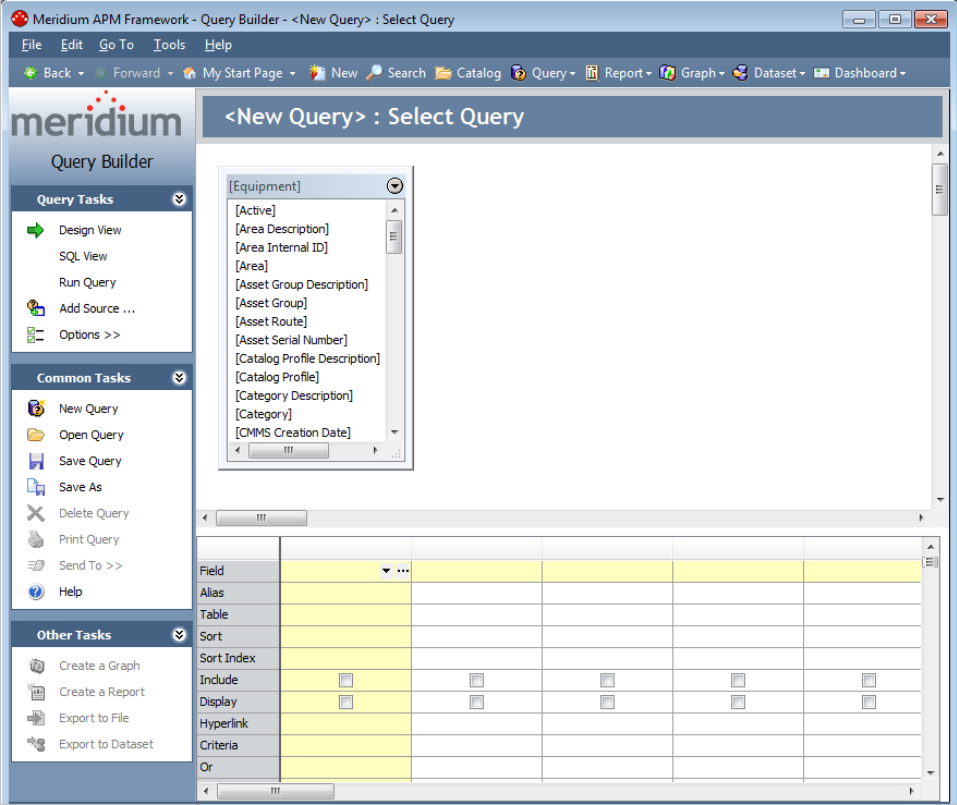 Meridium APM Framework - Query Builder - <New Query> : Select Query
File Edit Go To Tools Help
Back Forward My Start Page New Search Catalog Query Report Graph Dataset Dashboard
meridium
Query Builder
Query Tasks
Design View
SQL View
Run Query
Add Source ...
Options >>
Common Tasks
New Query
Open Query
Save Query
Save As
Delete Query
Print Query
Send To >>
Help
Other Tasks
Create a Graph
Create a Report
Export to File
Export to Dataset
<New Query> : Select Query
[Equipment]
[Active]
[Area Description]
[Area Internal ID]
[Area]
[Asset Group Description]
[Asset Group]
[Asset Route]
[Asset Serial Number]
[Catalog Profile Description]
[Catalog Profile]
[Category Description]
[Category]
[CMMS Creation Date]
Field
Alias
Table
Sort
Sort Index
Include
Display
Hyperlink
Criteria
Or